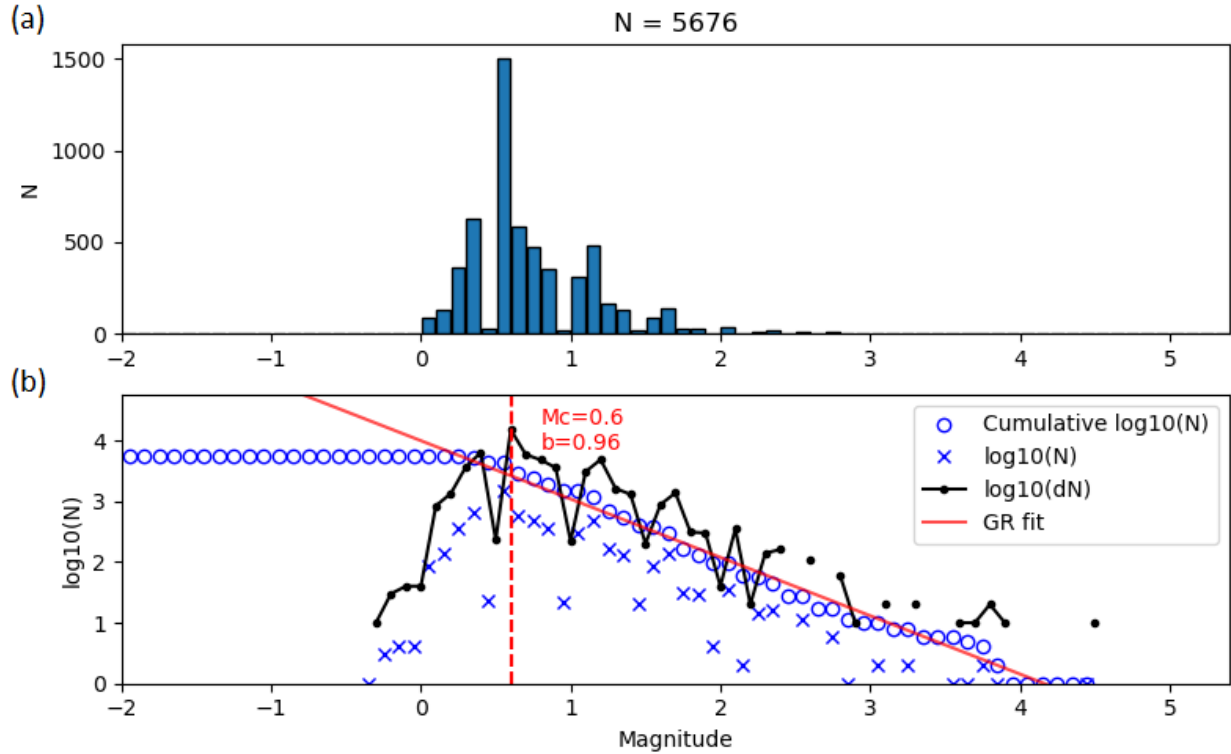 (a)
N = 5676
1500
1000
500
0
N
−2 −1 0 1 2 3 4 5
(b)
Mc=0.6
b=0.96
Cumulative log10(N)
log10(N)
log10(dN)
GR fit
4
3
2
1
0
log10(N)
−2 −1 0 1 2 3 4 5
Magnitude